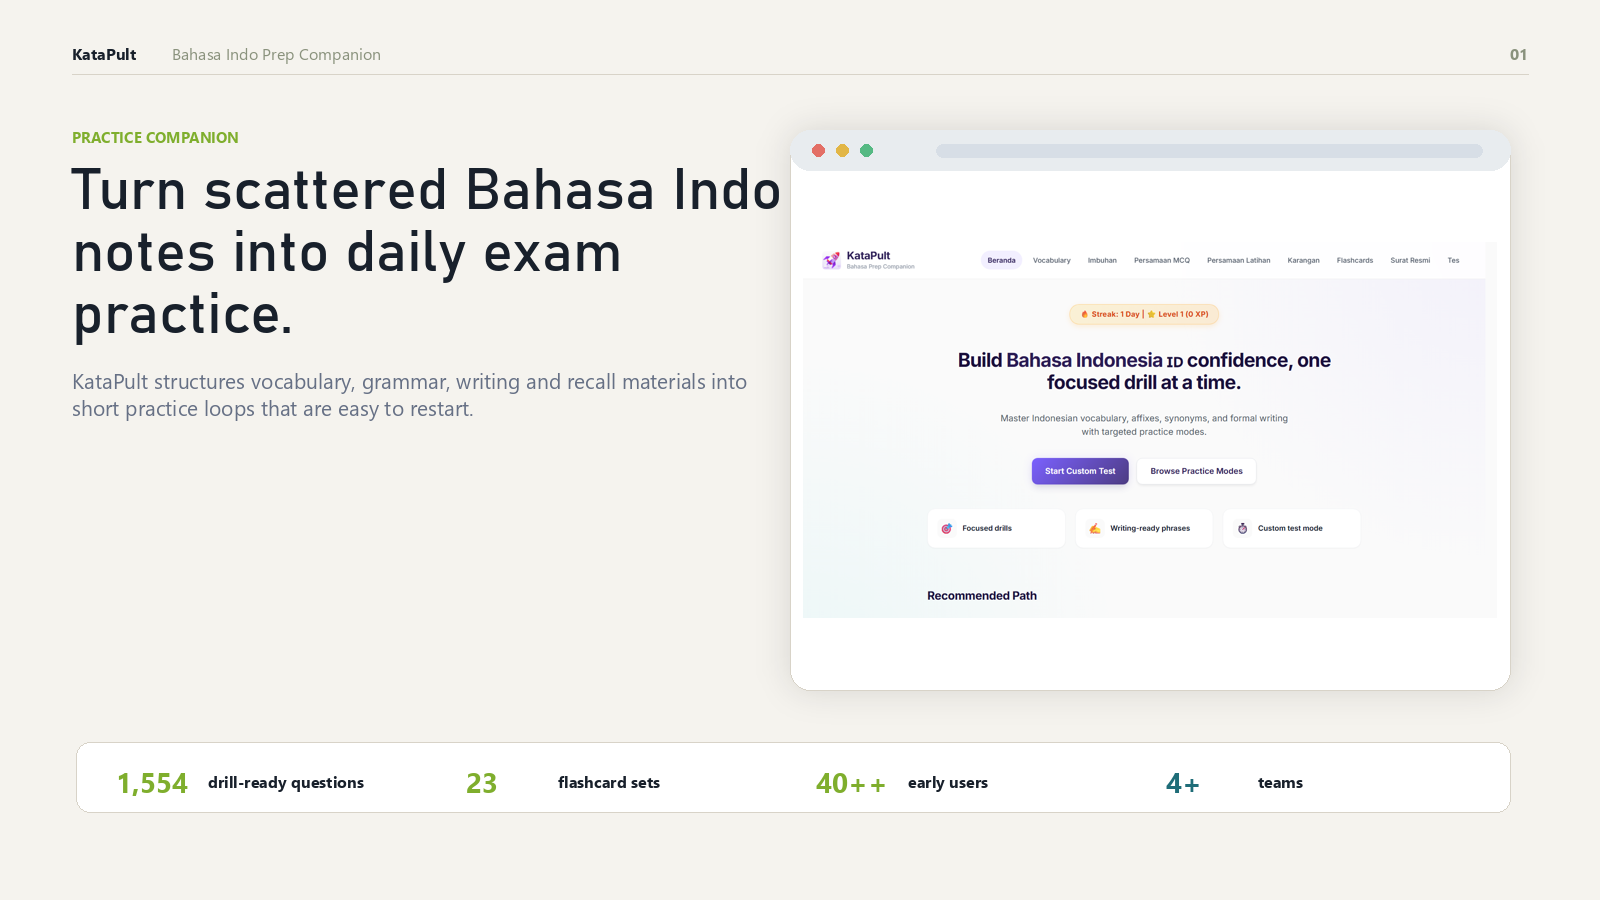 KataPult Bahasa Indo Prep Companion 01
PRACTICE COMPANION
Turn scattered Bahasa Indo
notes into daily exam
practice.
KataPult structures vocabulary, grammar, writing and recall materials into
short practice loops that are easy to restart.
KataPult
Bahasa Prep Companion
Beranda Vocabulary Imbuhan Persamaan MCQ Persamaan Latihan Karangan Flashcards Surat Resmi Tes
Streak: 1 Day | Level 1 (0 XP)
Build Bahasa Indonesia ID confidence, one
focused drill at a time.
Master Indonesian vocabulary, affixes, synonyms, and formal writing
with targeted practice modes.
Start Custom Test Browse Practice Modes
Focused drills Writing-ready phrases Custom test mode
Recommended Path
1,554 drill-ready questions 23 flashcard sets 40++ early users 4+ teams